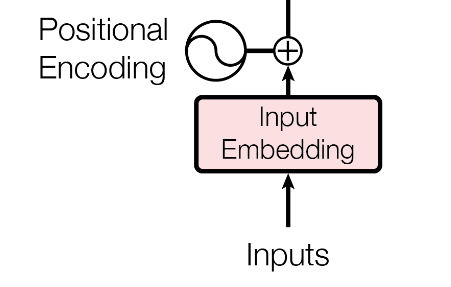 Positional
Encoding
Input
Embedding
Inputs